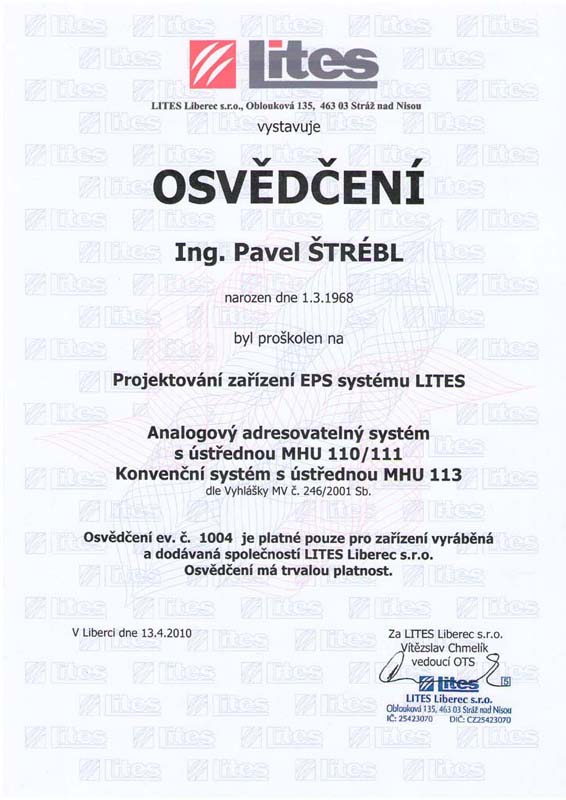 Lites
LITES Liberec s.r.o., Oblouková 135, 463 03 Stráž nad Nisou
vystavuje
OSVĚDČENÍ
Ing. Pavel ŠTRÉBL
narozen dne 1.3.1968
byl proškolen na
Projektování zařízení EPS systému LITES
Analogový adresovatelný systém
s ústřednou MHU 110/111
Konvenční systém s ústřednou MHU 113
dle Vyhlášky MV č. 246/2001 Sb.
Osvědčení ev. č. 1004 je platné pouze pro zařízení vyráběná
a dodávaná společností LITES Liberec s.r.o.
Osvědčení má trvalou platnost.
V Liberci dne 13.4.2010
Za LITES Liberec s.r.o.
Vítězslav Chmelík
vedoucí OTS
Lites 5
LITES Liberec s.r.o.
Oblouková 135, 463 03 Stráž nad Nisou
IČ: 25423070 DIČ: CZ25423070